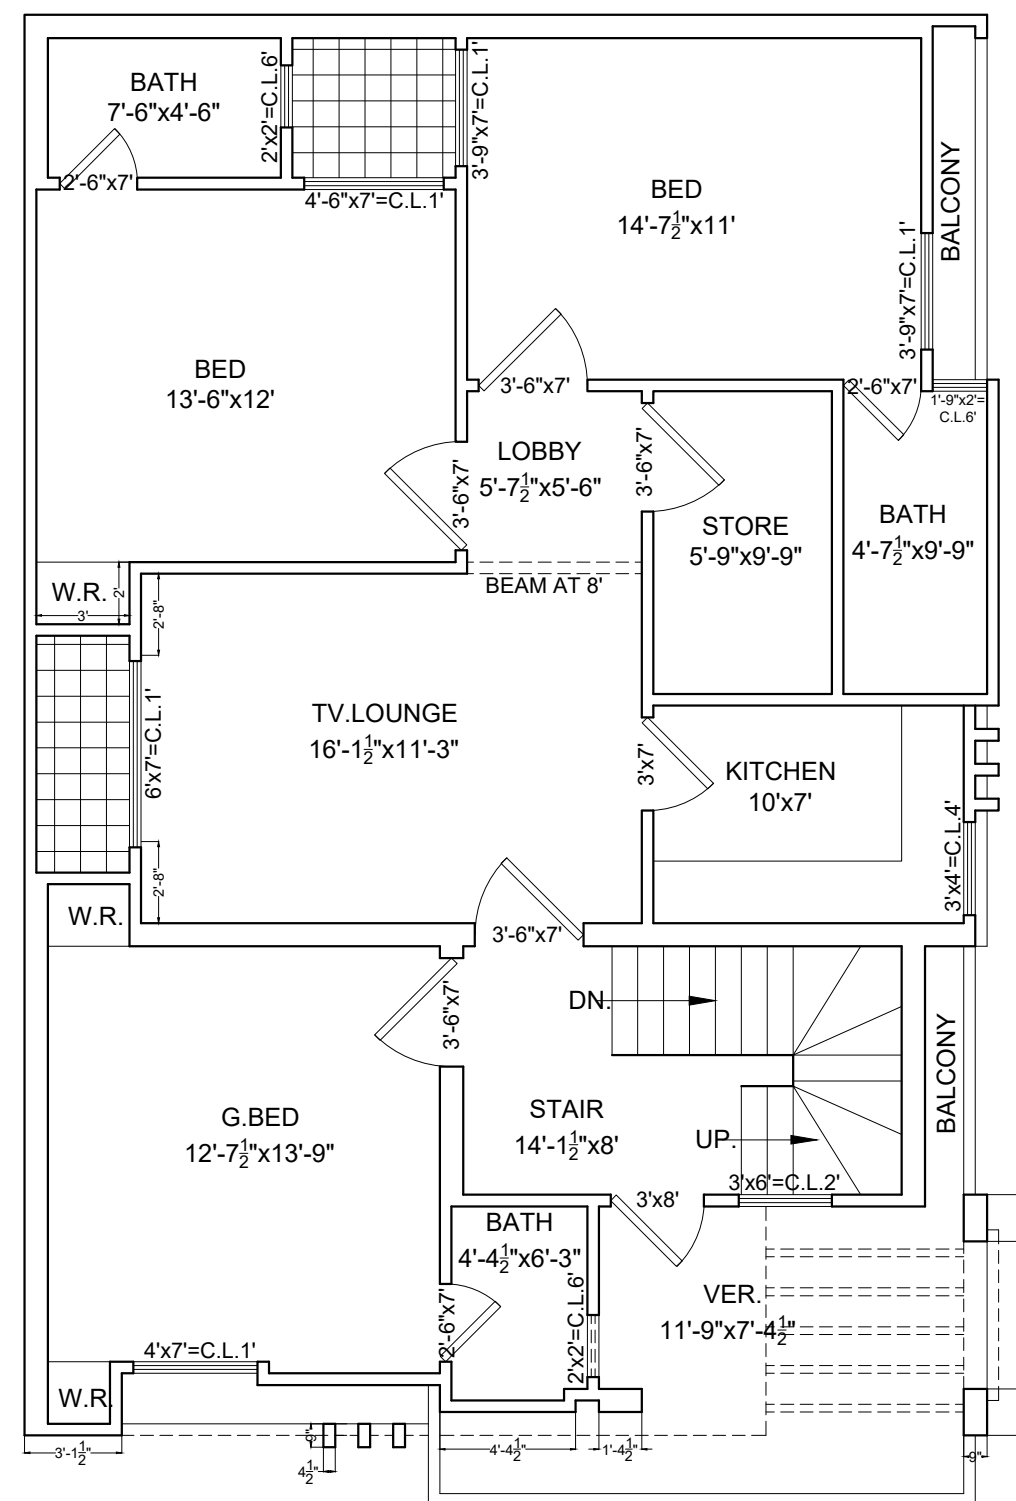 BATH
7'-6"x4'-6"
2'x2'=C.L.6'
3'-9"x7'=C.L.1'
2'-6"x7'
4'-6"x7'=C.L.1'
BED
14'-7½"x11'
BALCONY
3'-9"x7'=C.L.1'
BED
13'-6"x12'
3'-6"x7'
2'-6"x7'
1'-9"x2'=
C.L.6'
LOBBY
5'-7½"x5'-6"
3'-6"x7'
3'-6"x7'
STORE
5'-9"x9'-9"
BATH
4'-7½"x9'-9"
W.R.
2'
3'
2'-8"
BEAM AT 8'
TV.LOUNGE
16'-1½"x11'-3"
6'x7'=C.L.1'
3'x7'
KITCHEN
10'x7'
3'x4'=C.L.4'
2'-8"
W.R.
3'-6"x7'
3'-6"x7'
DN.
BALCONY
G.BED
12'-7½"x13'-9"
STAIR
14'-1½"x8'
UP.
3'x6'=C.L.2'
3'x8'
BATH
4'-4½"x6'-3"
2'-6"x7'
2'x2'=C.L.6'
VER.
11'-9"x7'-4½"
4'x7'=C.L.1'
W.R.
3'-1½"
9"
4½"
4'-4½"
1'-4½"
9"